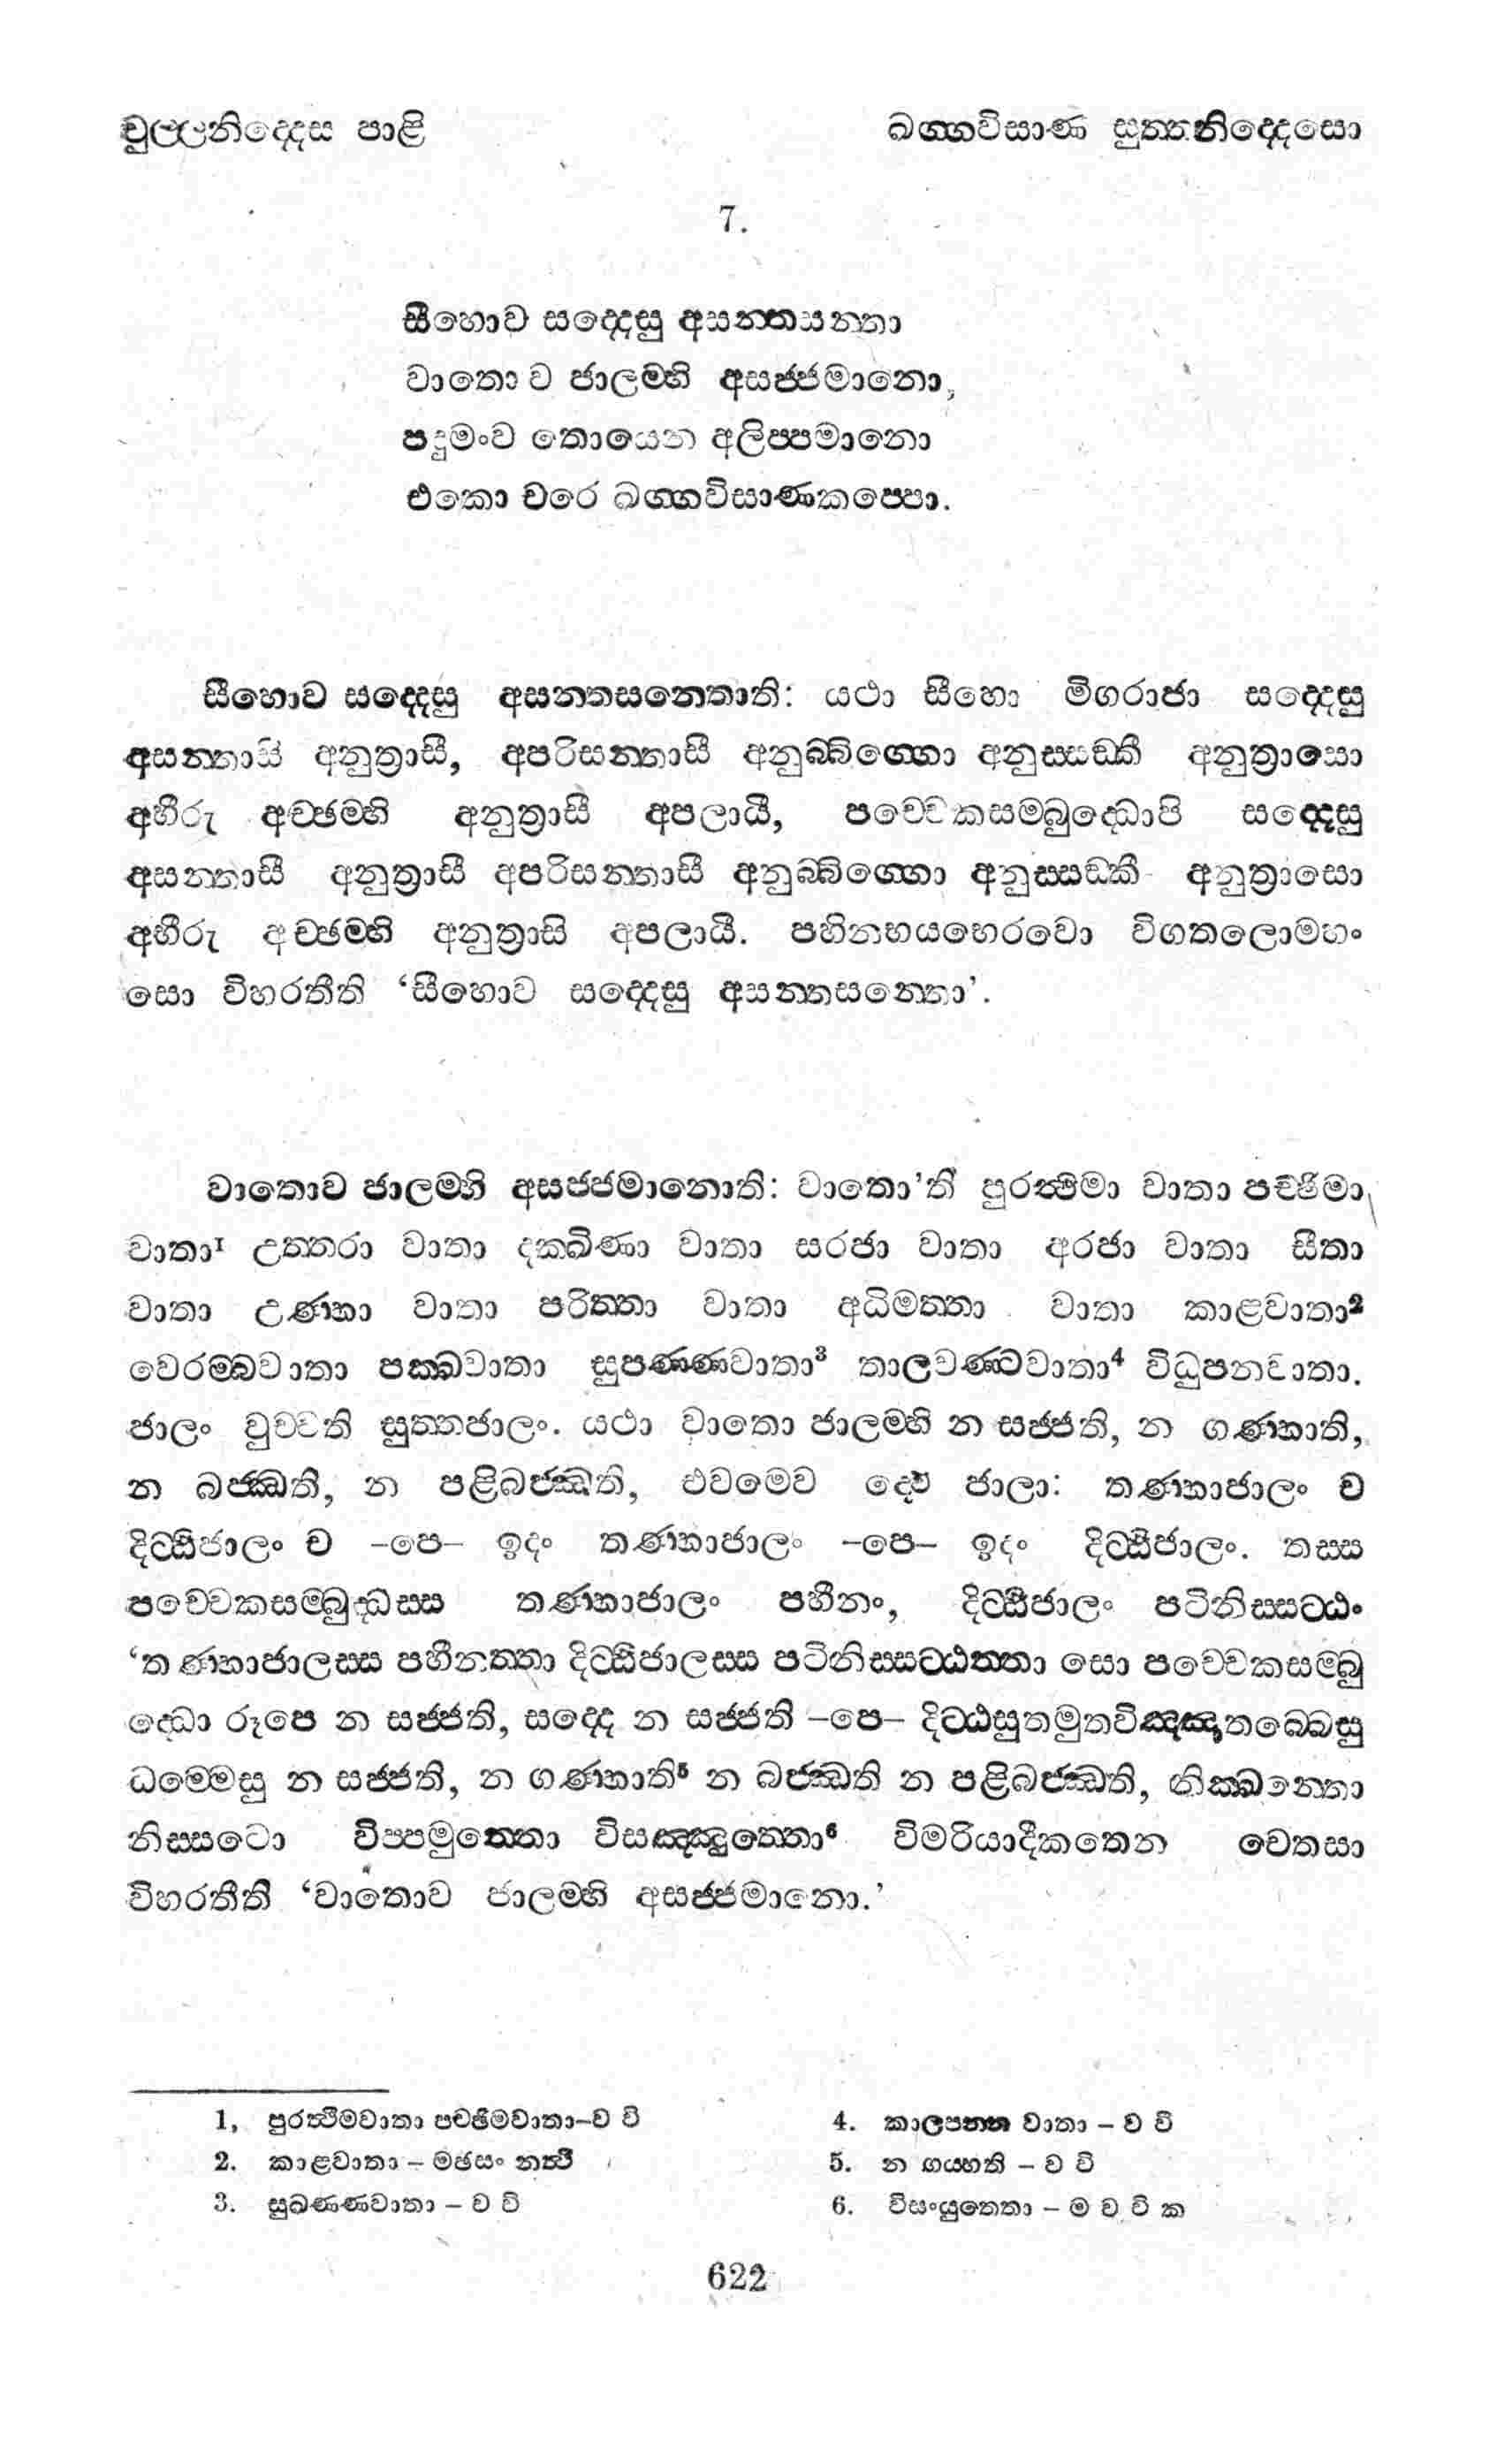 චුල්ලනිද්දෙස පාළි
ඛග්ගවිසාණ සුත්තනිද්දෙසො
7.
සීහොව සද්දෙසු අසන්තසන්තො
වාතො ව ජාලම්හි අසජ්ජමානො,
පදුමංව තොයෙන අලිප්පමානො
එකො චරෙ ඛග්ගවිසාණකප්පො.
සීහොව සද්දෙසු අසන්තසන්තොති: යථා සීහො මිගරාජා සද්දෙසු
අසන්තාසී අනුත්‍රාසී, අපරිසන්තාසී අනුබ්බිග්ගො අනුස්සඞ්කී අනුත්‍රාසො
අභීරු අච්ඡම්භි අනුත්‍රාසී අපලායී, පච්චෙකසම්බුද්ධොපි සද්දෙසු
අසන්තාසී අනුත්‍රාසී අපරිසන්තාසී අනුබ්බිග්ගො අනුස්සඞ්කී අනුත්‍රාසො
අභීරු අච්ඡම්භි අනුත්‍රාසි අපලායී. පහිනභයභෙරවො විගතලොමහං
සො විහරතීති ‘සීහොව සද්දෙසු අසන්තසන්තො’.
වාතොව ජාලම්හි අසජ්ජමානොති: වාතො’ති පුරත්ථිමා වාතා පච්ඡිමා
වාතා1 උත්තරා වාතා දක්ඛිණා වාතා සරජා වාතා අරජා වාතා සීතා
වාතා උණ්හා වාතා පරිත්තා වාතා අධිමත්තා වාතා කාළවාතා2
වෙරම්බවාතා පක්ඛවාතා සුපණ්ණවාතා3 තාලවණ්ටවාතා4 විධුපනවාතා.
ජාලං වුච්චති සුත්තජාලං. යථා වාතො ජාලම්හි න සජ්ජති, න ගණ්හාති,
න බජ්ඣති, න පළිබජ්ඣති, එවමෙව ද්වෙ ජාලා: තණ්හාජාලං ච
දිට්ඨිජාලං ච –පෙ– ඉදං තණ්හාජාලං –පෙ– ඉදං දිට්ඨිජාලං. තස්ස
පච්චෙකසම්බුද්ධස්ස තණ්හාජාලං පහීනං, දිට්ඨිජාලං පටිනිස්සට්ඨං
‘තණ්හාජාලස්ස පහීනත්තා දිට්ඨිජාලස්ස පටිනිස්සට්ඨත්තා සො පච්චෙකසම්බු
ද්ධො රූපෙ න සජ්ජති, සද්දෙ න සජ්ජති –පෙ– දිට්ඨසුතමුතවිඤ්ඤාතබ්බෙසු
ධම්මෙසු න සජ්ජති, න ගණ්හාති5 න බජ්ඣති න පළිබජ්ඣති, නික්ඛන්තො
නිස්සටො විප්පමුත්තො විසඤ්ඤුත්තො6 විමරියාදීකතෙන චෙතසා
විහරතීති ‘වාතොව ජාලම්හි අසජ්ජමානො.’
1, පුරත්ථිමවාතා පච්ඡිමවාතා–ව වි
2. කාළවාතා – මඡසං නත්ථි
3. සුඛණ්ණවාතා – ව වි
4. කාලපත්ත වාතා – ව වි
5. න ගය්හති – ව වි
6. විසංයුත්තො – ම ව වි ක
622